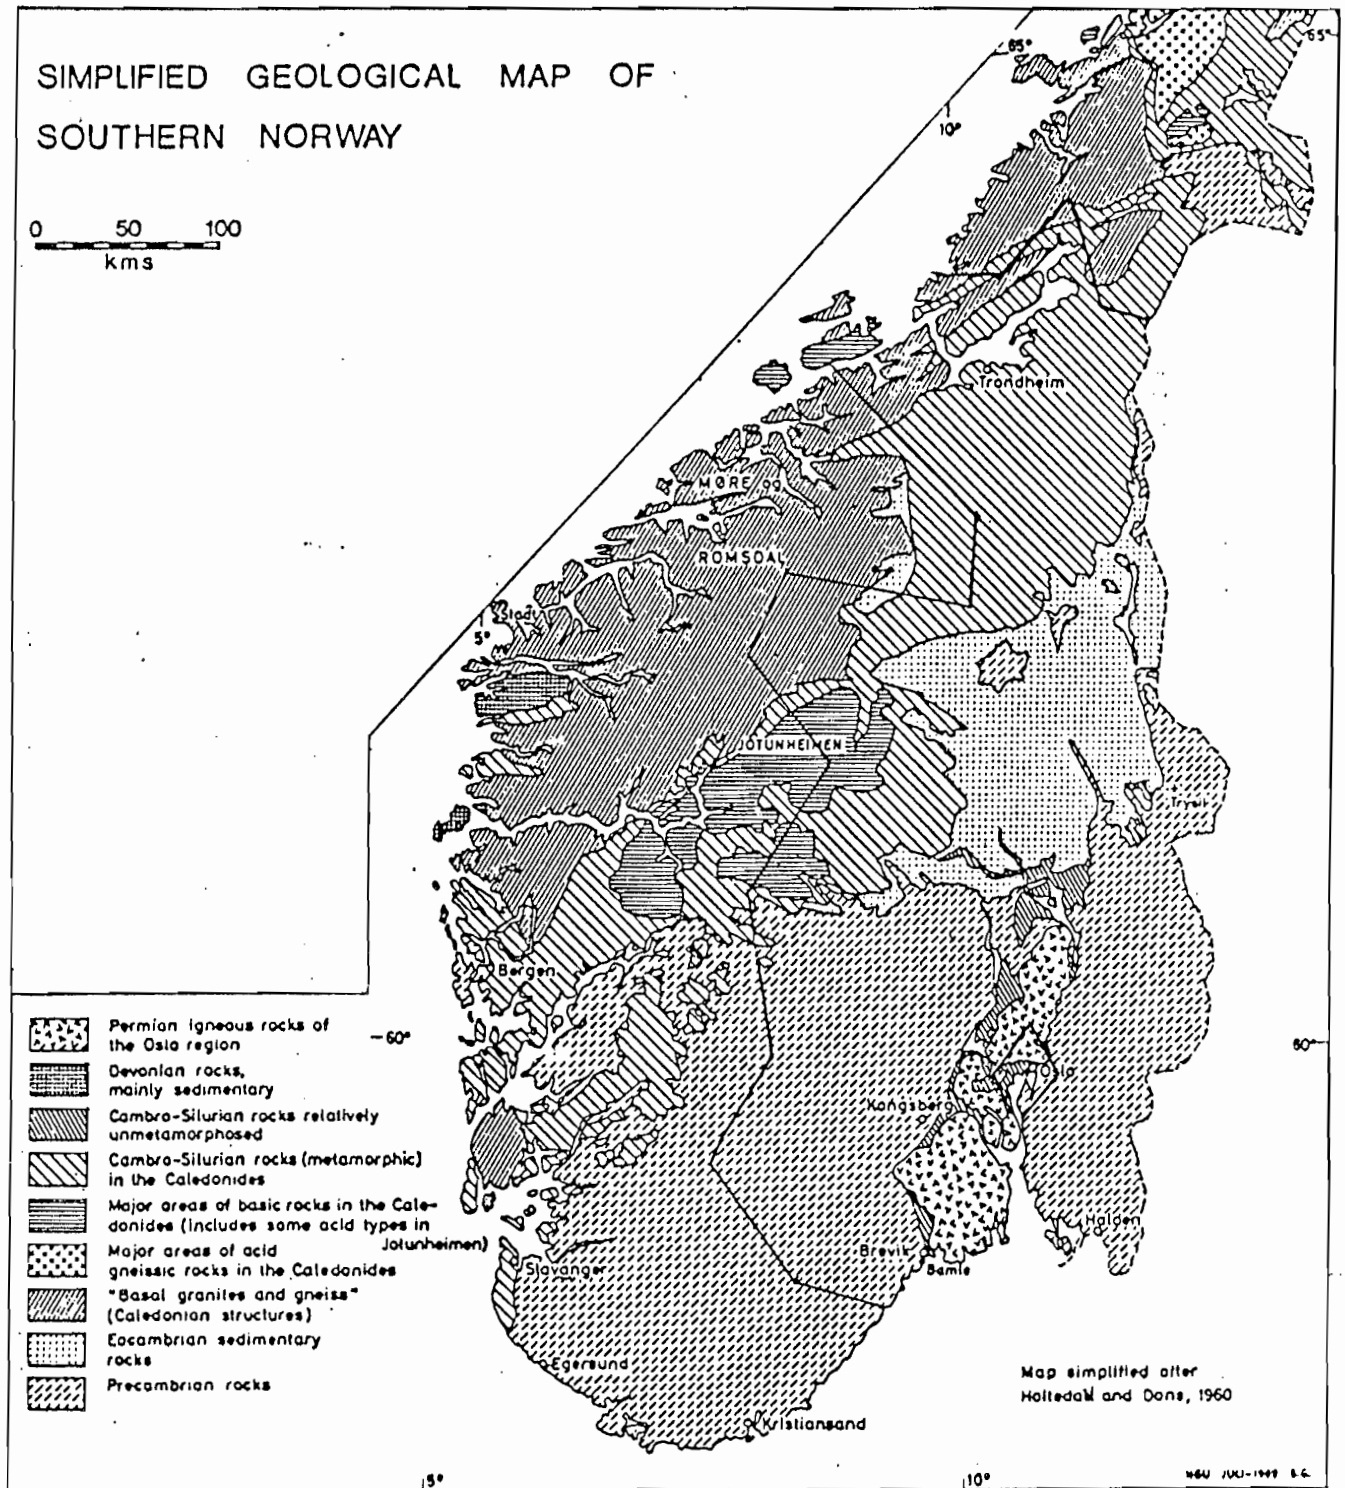 SIMPLIFIED GEOLOGICAL MAP OF
SOUTHERN NORWAY
0 50 100
kms
65°
65°
10°
Trondheim
MØRE og
ROMSDAL
Stadt
5°
JOTUNHEIMEN
Trysil
Bergen
60°
60°
Oslo
Kongsberg
Halden
Brevik
Bamle
Stavanger
Egersund
Kristiansand
5°
10°
Permian igneous rocks of
the Oslo region
Devonian rocks,
mainly sedimentary
Cambro-Silurian rocks relatively
unmetamorphosed
Cambro-Silurian rocks (metamorphic)
in the Caledonides
Major areas of basic rocks in the Cale-
donides (includes some acid types in
Jotunheimen)
Major areas of acid
gneissic rocks in the Caledonides
"Basal granites and gneiss"
(Caledonian structures)
Eocambrian sedimentary
rocks
Precambrian rocks
Map simplified after
Holtedahl and Dons, 1960